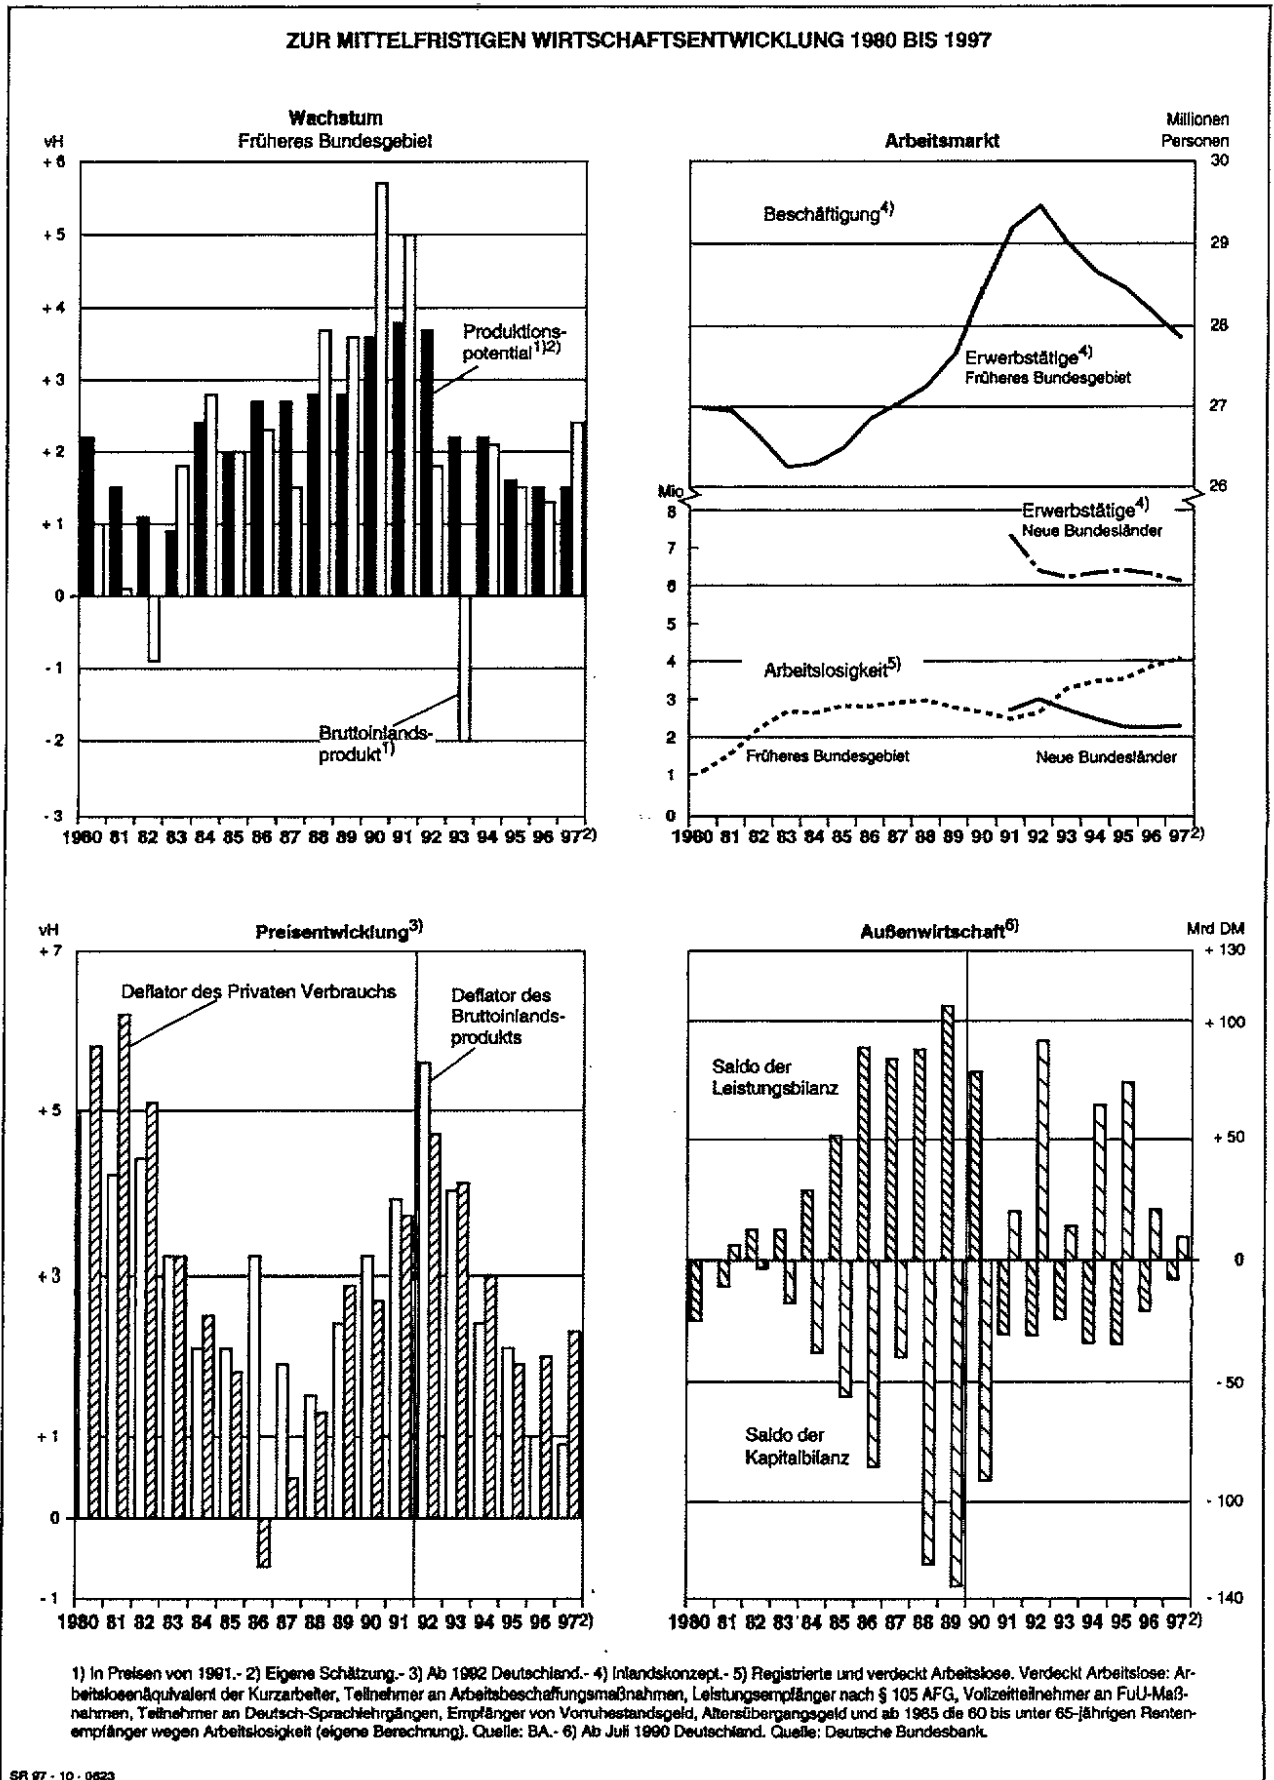 ZUR MITTELFRISTIGEN WIRTSCHAFTSENTWICKLUNG 1980 BIS 1997
Wachstum
Früheres Bundesgebiet
vH
+ 6
+ 5
+ 4
+ 3
+ 2
+ 1
0
- 1
- 2
- 3
Produktions-
potential1)2)
Bruttoinlands-
produkt1)
1980 81 82 83 84 85 86 87 88 89 90 91 92 93 94 95 96 972)
Arbeitsmarkt
Millionen
Personen
30
29
28
27
26
Beschäftigung4)
Erwerbstätige4)
Früheres Bundesgebiet
Mio
8
7
6
5
4
3
2
1
0
Erwerbstätige4)
Neue Bundesländer
Arbeitslosigkeit5)
Früheres Bundesgebiet
Neue Bundesländer
1980 81 82 83 84 85 86 87 88 89 90 91 92 93 94 95 96 972)
Preisentwicklung3)
vH
+ 7
+ 5
+ 3
+ 1
0
- 1
Deflator des Privaten Verbrauchs
Deflator des
Bruttoinlands-
produkts
1980 81 82 83 84 85 86 87 88 89 90 91 92 93 94 95 96 972)
Außenwirtschaft6)
Mrd DM
+ 130
+ 100
+ 50
0
- 50
- 100
- 140
Saldo der
Leistungsbilanz
Saldo der
Kapitalbilanz
1980 81 82 83 84 85 86 87 88 89 90 91 92 93 94 95 96 972)
1) In Preisen von 1991.- 2) Eigene Schätzung.- 3) Ab 1992 Deutschland.- 4) Inlandskonzept.- 5) Registrierte und verdeckt Arbeitslose. Verdeckt Arbeitslose: Ar-
beitslosenäquivalent der Kurzarbeiter, Teilnehmer an Arbeitsbeschaffungsmaßnahmen, Leistungsempfänger nach § 105 AFG, Vollzeitteilnehmer an FuU-Maß-
nahmen, Teilnehmer an Deutsch-Sprachlehrgängen, Empfänger von Vorruhestandsgeld, Altersübergangsgeld und ab 1985 die 60 bis unter 65-jährigen Renten-
empfänger wegen Arbeitslosigkeit (eigene Berechnung). Quelle: BA.- 6) Ab Juli 1990 Deutschland. Quelle: Deutsche Bundesbank.
SR 97 - 10 - 0623